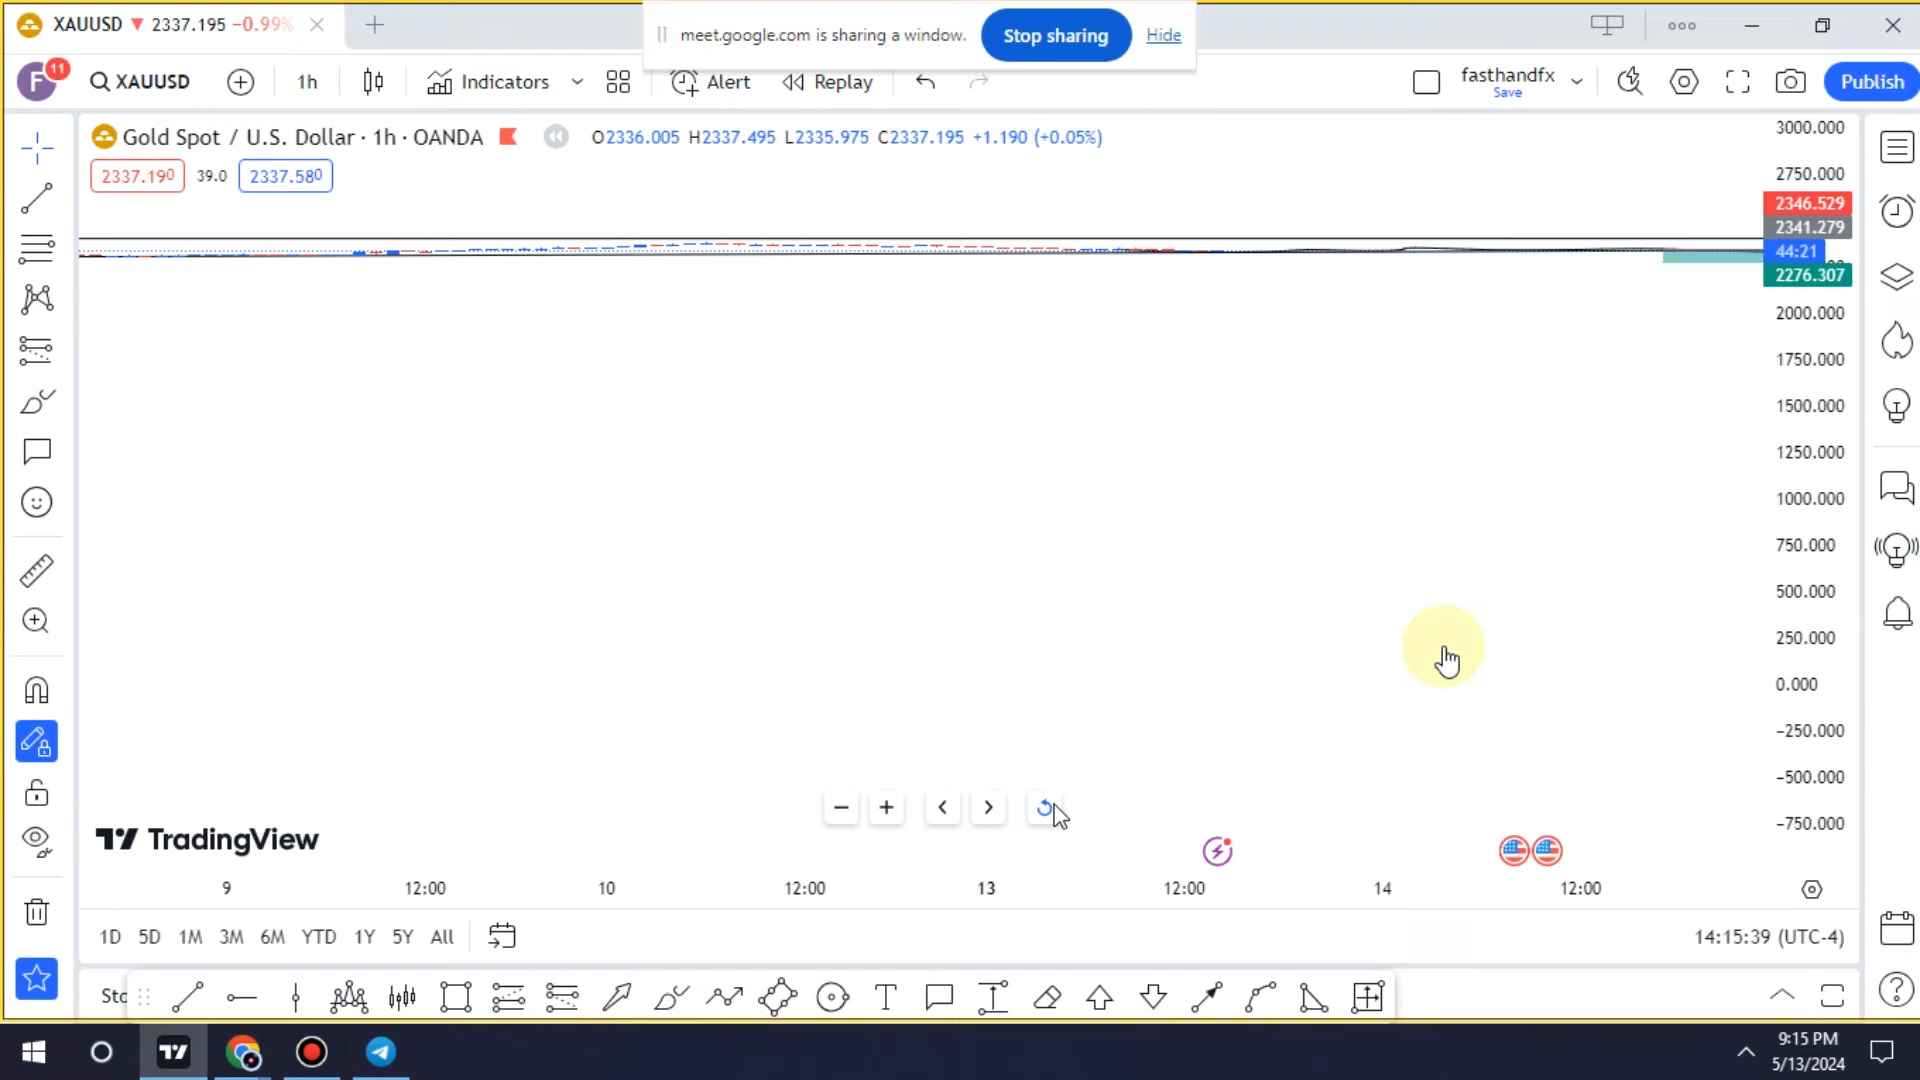 XAUUSD ▼ 2337.195 −0.99%
meet.google.com is sharing a window. Stop sharing Hide
F 11 XAUUSD 1h Indicators Alert Replay fasthandfx Save Publish
Gold Spot / U.S. Dollar · 1h · OANDA O2336.005 H2337.495 L2335.975 C2337.195 +1.190 (+0.05%)
2337.190 39.0 2337.580
3000.000
2750.000
2346.529
2341.279
44:21
2276.307
2000.000
1750.000
1500.000
1250.000
1000.000
750.000
500.000
250.000
0.000
−250.000
−500.000
−750.000
TradingView
9 12:00 10 12:00 13 12:00 14 12:00
1D 5D 1M 3M 6M YTD 1Y 5Y All 14:15:39 (UTC-4)
Sto
9:15 PM
5/13/2024